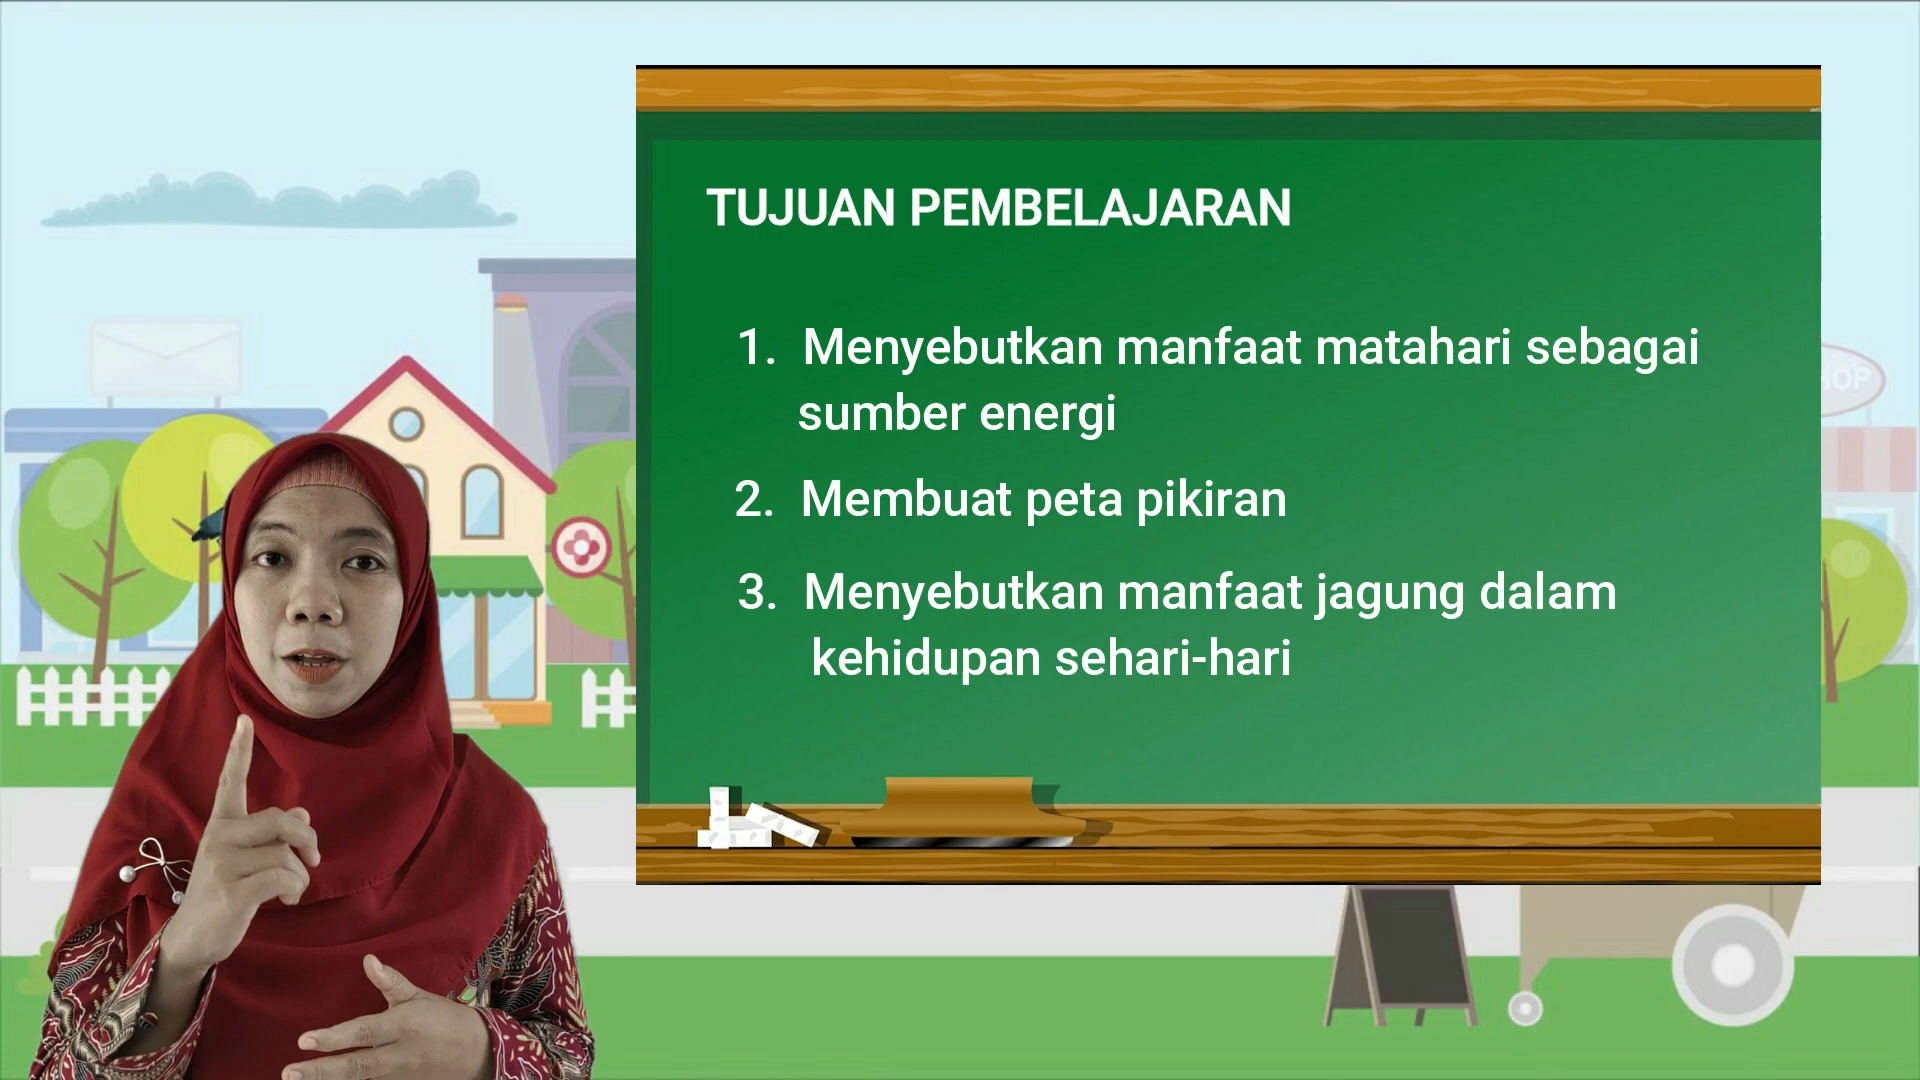 TUJUAN PEMBELAJARAN
1. Menyebutkan manfaat matahari sebagai
sumber energi
2. Membuat peta pikiran
3. Menyebutkan manfaat jagung dalam
kehidupan sehari-hari